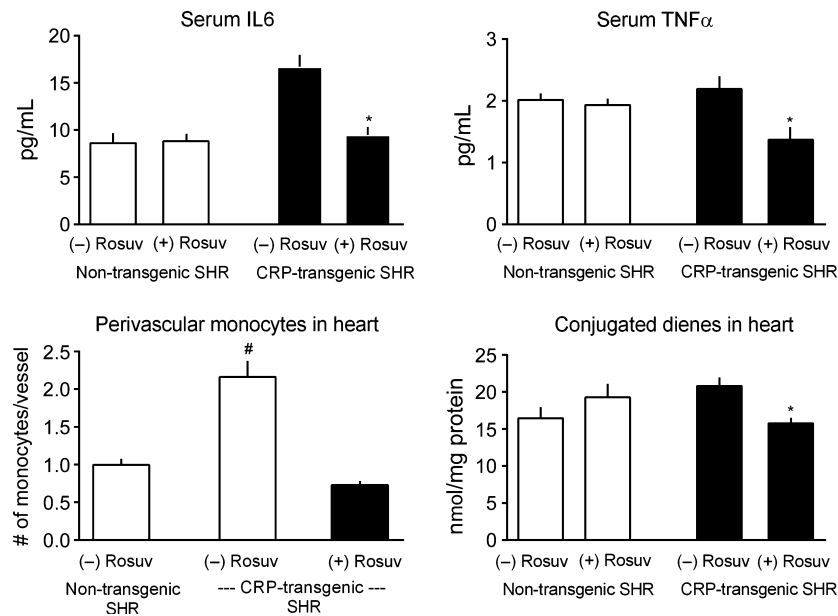 Serum IL6
pg/mL
20
15
10
5
0
*
(–) Rosuv (+) Rosuv (–) Rosuv (+) Rosuv
Non-transgenic SHR CRP-transgenic SHR
Serum TNFα
pg/mL
3
2
1
0
*
(–) Rosuv (+) Rosuv (–) Rosuv (+) Rosuv
Non-transgenic SHR CRP-transgenic SHR
Perivascular monocytes in heart
# of monocytes/vessel
2.5
2.0
1.0
0.5
0.0
#
(–) Rosuv (–) Rosuv (+) Rosuv
Non-transgenic --- CRP-transgenic ---
SHR SHR
Conjugated dienes in heart
nmol/mg protein
25
20
15
10
5
0
*
(–) Rosuv (+) Rosuv (–) Rosuv (+) Rosuv
Non-transgenic SHR CRP-transgenic SHR